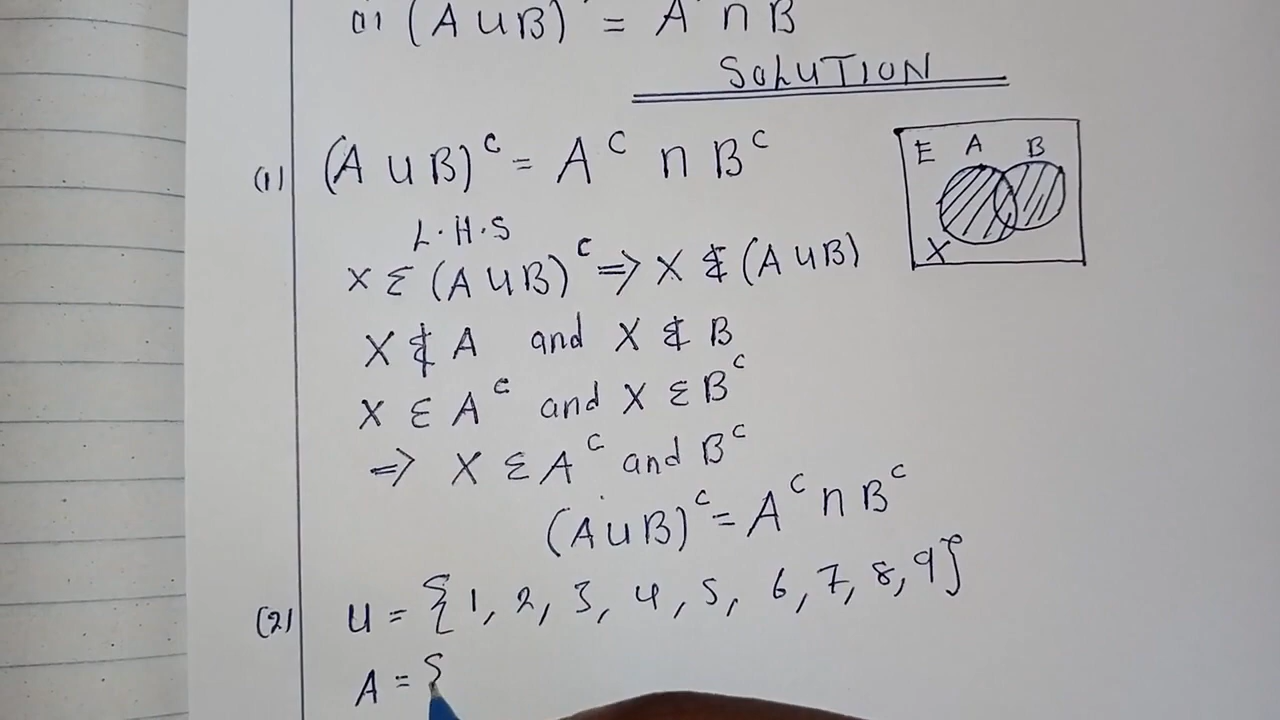 (ii) (A ∪ B)' = A' ∩ B
SOLUTION
(1) (A ∪ B)ᶜ = Aᶜ ∩ Bᶜ
E A B
X
L.H.S
X ∈ (A ∪ B)ᶜ ⇒ X ∉ (A ∪ B)
X ∉ A and X ∉ B
X ∈ Aᶜ and X ∈ Bᶜ
⇒ X ∈ Aᶜ and Bᶜ
(A ∪ B)ᶜ = Aᶜ ∩ Bᶜ
(2) U = {1, 2, 3, 4, 5, 6, 7, 8, 9}
A = {